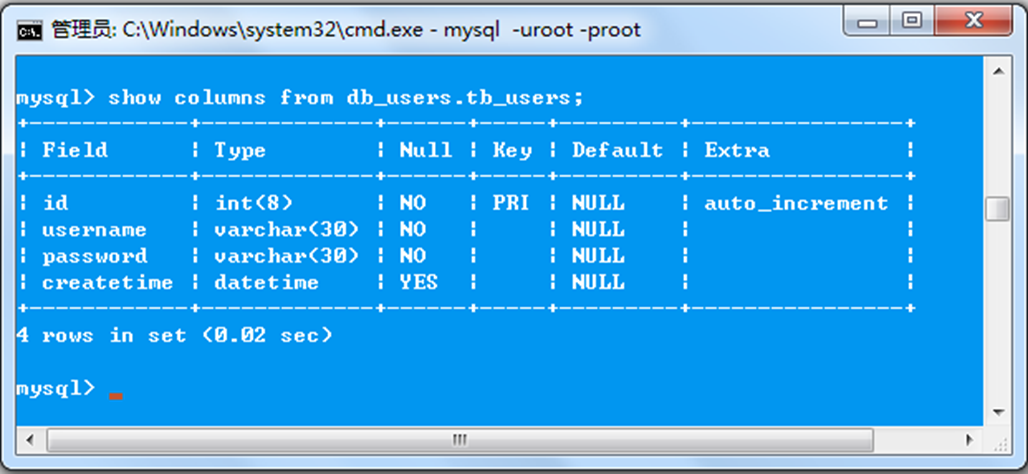 管理员: C:\Windows\system32\cmd.exe - mysql  -uroot -proot
mysql> show columns from db_users.tb_users;
+------------+-------------+------+-----+---------+----------------+
| Field      | Type        | Null | Key | Default | Extra          |
+------------+-------------+------+-----+---------+----------------+
| id         | int(8)      | NO   | PRI | NULL    | auto_increment |
| username   | varchar(30) | NO   |     | NULL    |                |
| password   | varchar(30) | NO   |     | NULL    |                |
| createtime | datetime    | YES  |     | NULL    |                |
+------------+-------------+------+-----+---------+----------------+
4 rows in set (0.02 sec)
mysql>